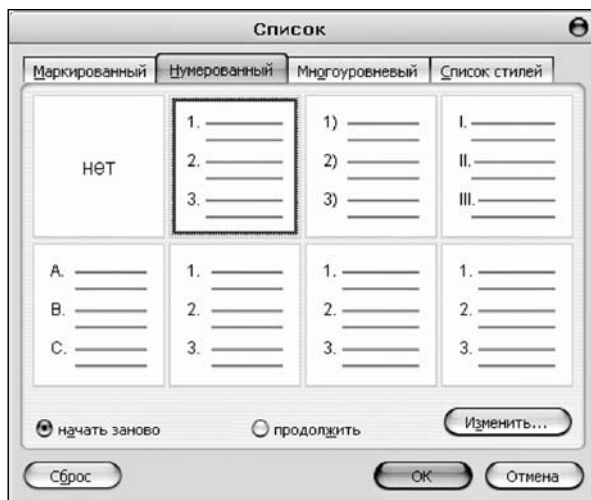 Список
Маркированный Нумерованный Многоуровневый Список стилей
нет
1.
2.
3.
1)
2)
3)
I.
II.
III.
A.
B.
C.
1.
2.
3.
1.
2.
3.
1.
2.
3.
начать заново продолжить Изменить...
Сброс ОК Отмена